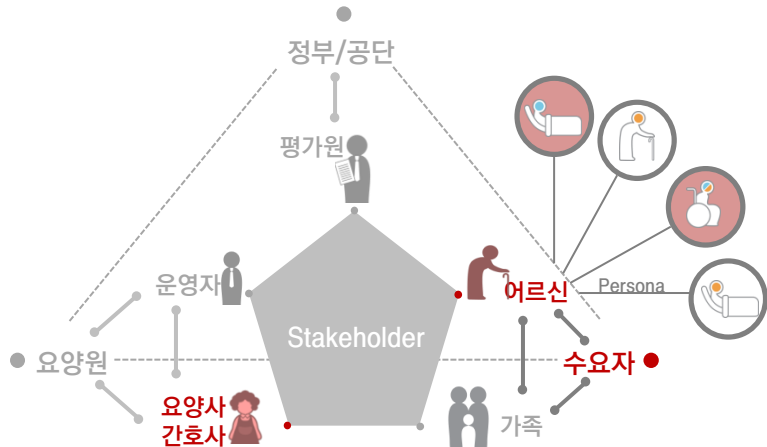 정부/공단
평가원
운영자
어르신
Persona
Stakeholder
요양원
수요자
요양사
간호사
가족